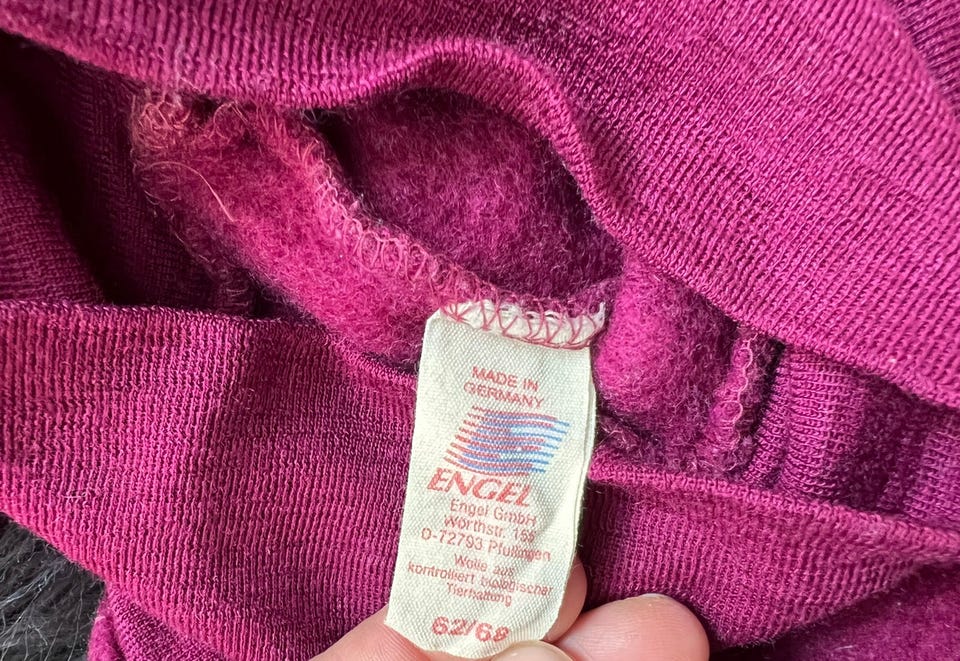 MADE IN
GERMANY
ENGEL
Engel GmbH
Wörthstr. 155
D-72793 Pfullingen
Wolle aus
kontrolliert biologischer
Tierhaltung
62/68